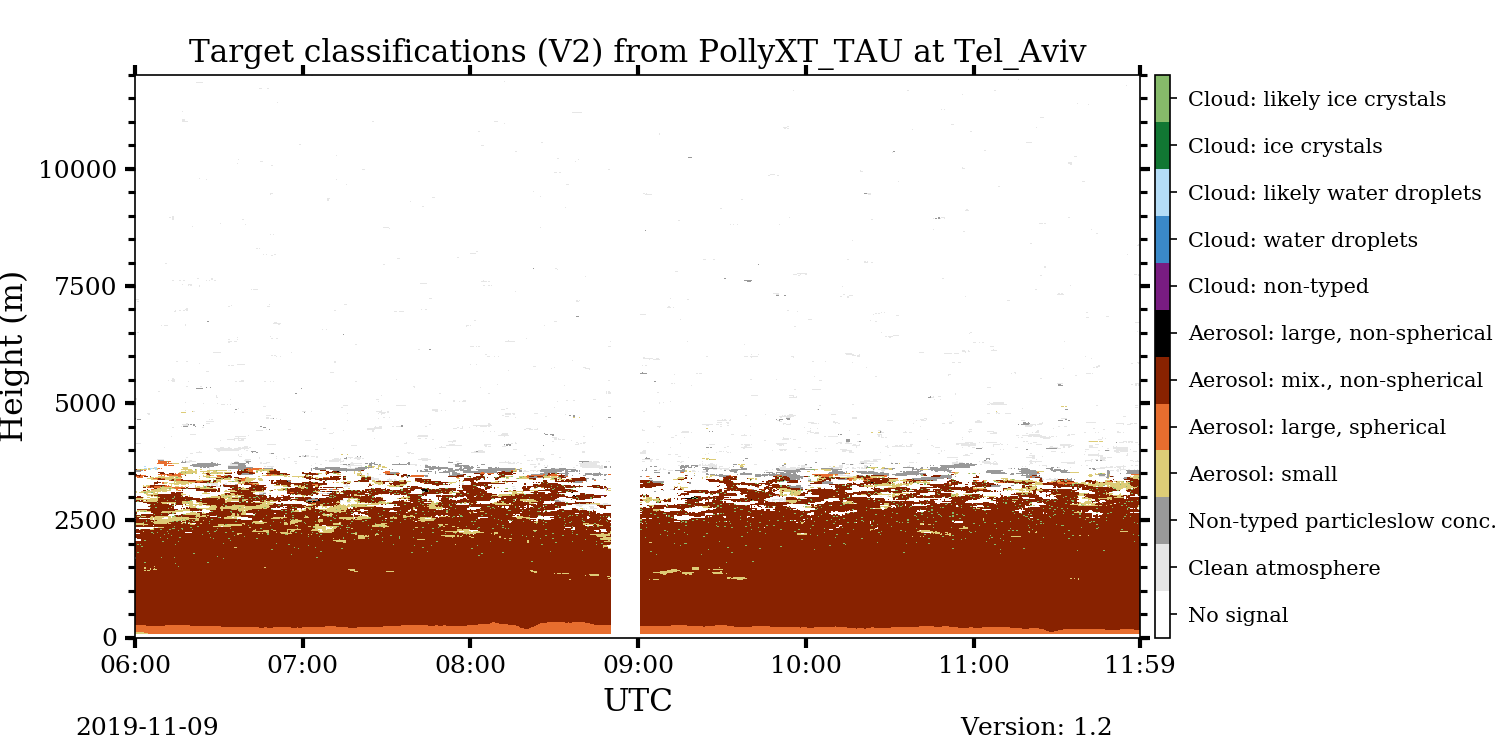 Target classifications (V2) from PollyXT_TAU at Tel_Aviv
Height (m)
10000
7500
5000
2500
0
06:00 07:00 08:00 09:00 10:00 11:00 11:59
UTC
2019-11-09
Version: 1.2
Cloud: likely ice crystals
Cloud: ice crystals
Cloud: likely water droplets
Cloud: water droplets
Cloud: non-typed
Aerosol: large, non-spherical
Aerosol: mix., non-spherical
Aerosol: large, spherical
Aerosol: small
Non-typed particleslow conc.
Clean atmosphere
No signal